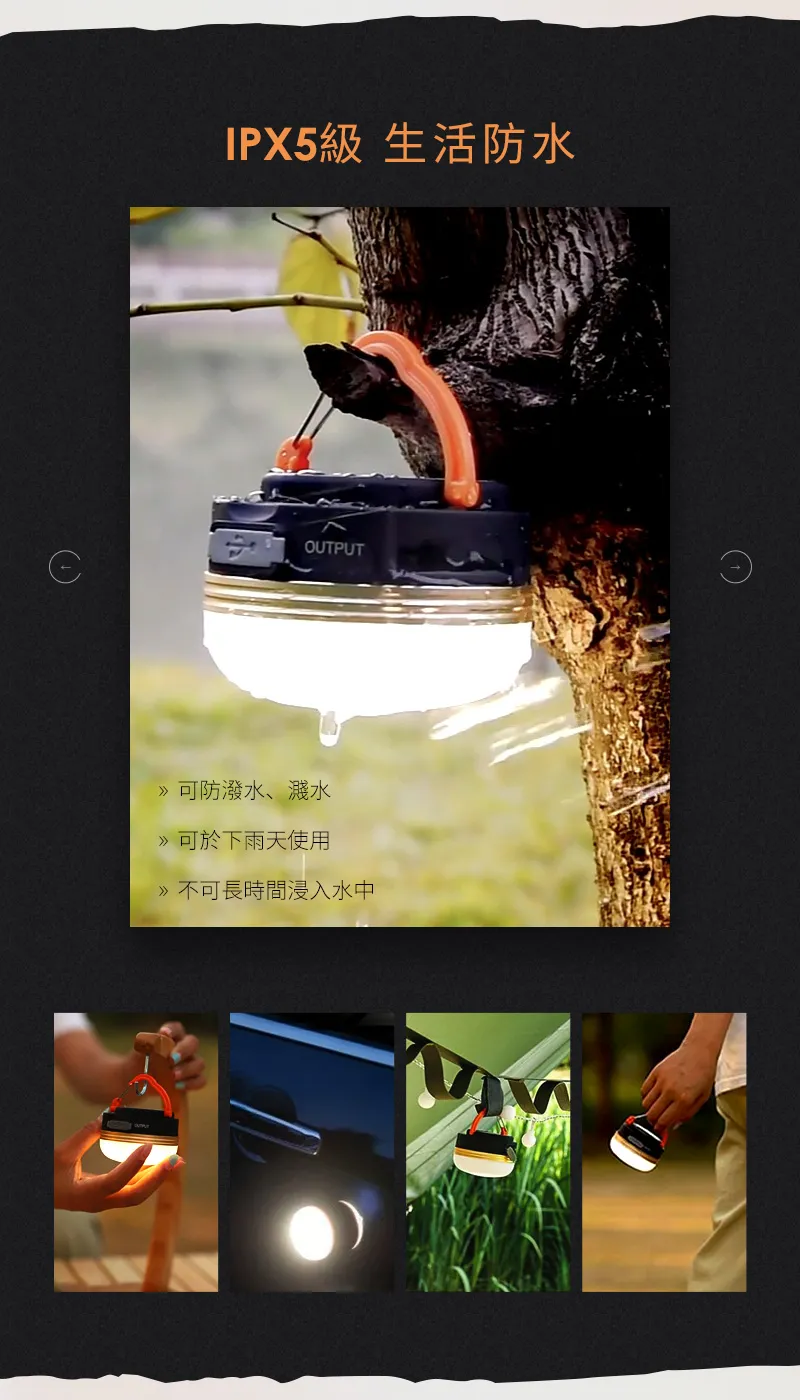 IPX5級 生活防水
OUTPUT
» 可防潑水、濺水
» 可於下雨天使用
» 不可長時間浸入水中
OUTPUT